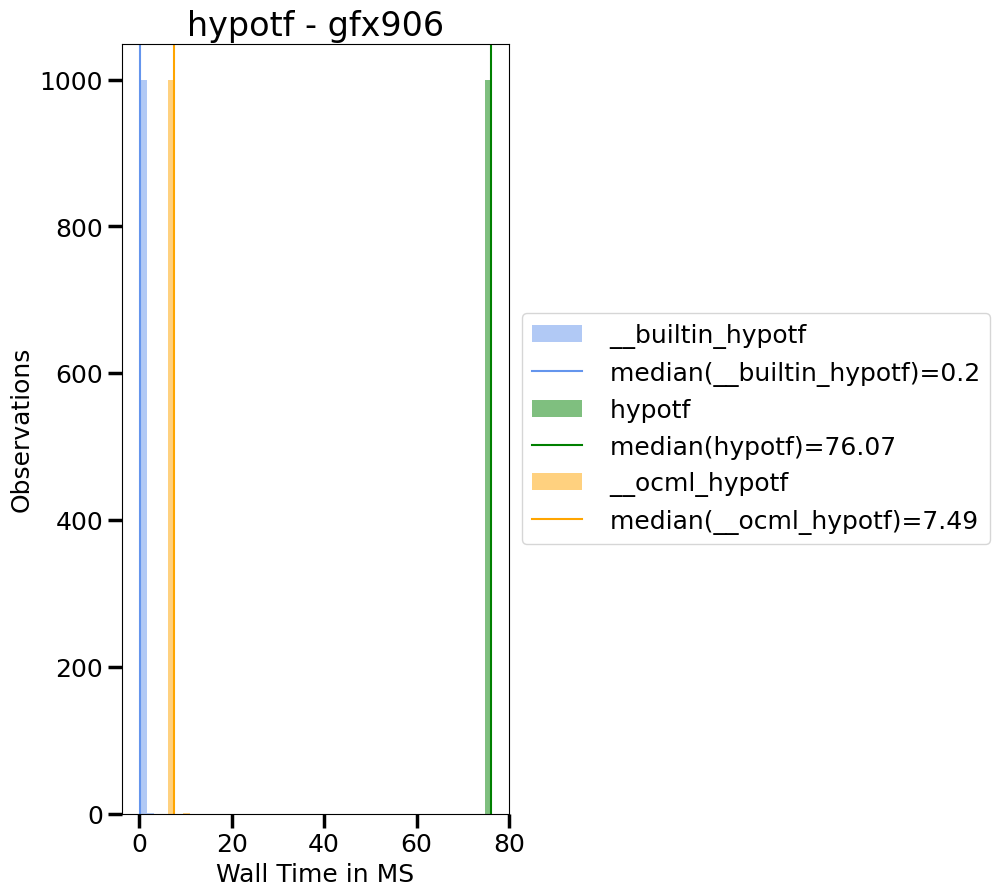 hypotf - gfx906
1000
800
600
400
200
0
Observations
0 20 40 60 80
Wall Time in MS
__builtin_hypotf
median(__builtin_hypotf)=0.2
hypotf
median(hypotf)=76.07
__ocml_hypotf
median(__ocml_hypotf)=7.49